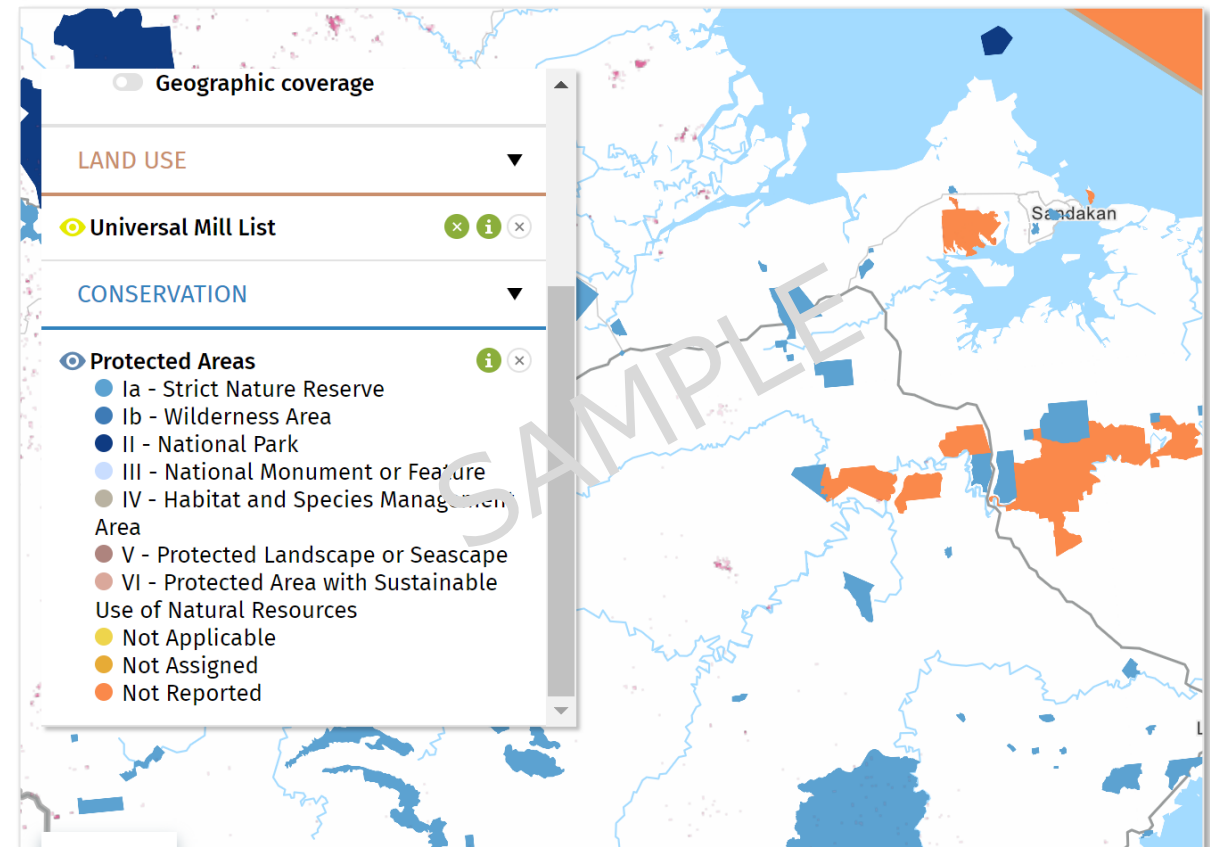 Geographic coverage
LAND USE
Universal Mill List
CONSERVATION
Protected Areas
Ia - Strict Nature Reserve
Ib - Wilderness Area
II - National Park
III - National Monument or Feature
IV - Habitat and Species Management
Area
V - Protected Landscape or Seascape
VI - Protected Area with Sustainable
Use of Natural Resources
Not Applicable
Not Assigned
Not Reported
Sandakan
SAMPLE
L